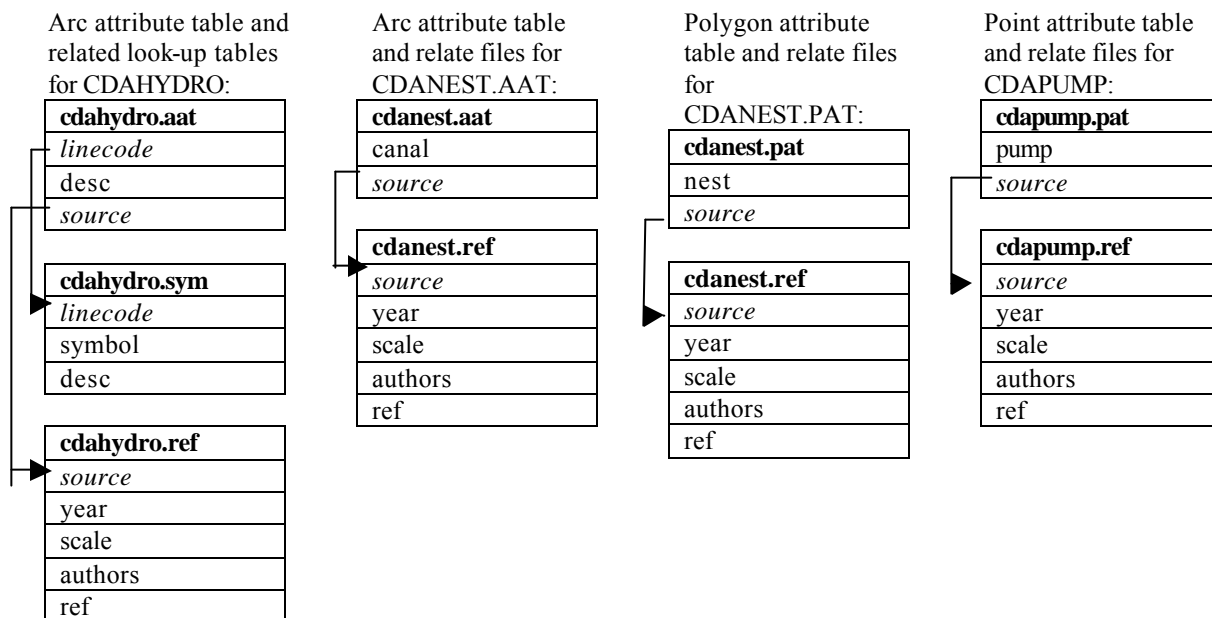 Arc attribute table and
related look-up tables
for CDAHYDRO:
cdahydro.aat
linecode
desc
source
cdahydro.sym
linecode
symbol
desc
cdahydro.ref
source
year
scale
authors
ref
Arc attribute table
and relate files for
CDANEST.AAT:
cdanest.aat
canal
source
cdanest.ref
source
year
scale
authors
ref
Polygon attribute
table and relate files
for
CDANEST.PAT:
cdanest.pat
nest
source
cdanest.ref
source
year
scale
authors
ref
Point attribute table
and relate files for
CDAPUMP:
cdapump.pat
pump
source
cdapump.ref
source
year
scale
authors
ref